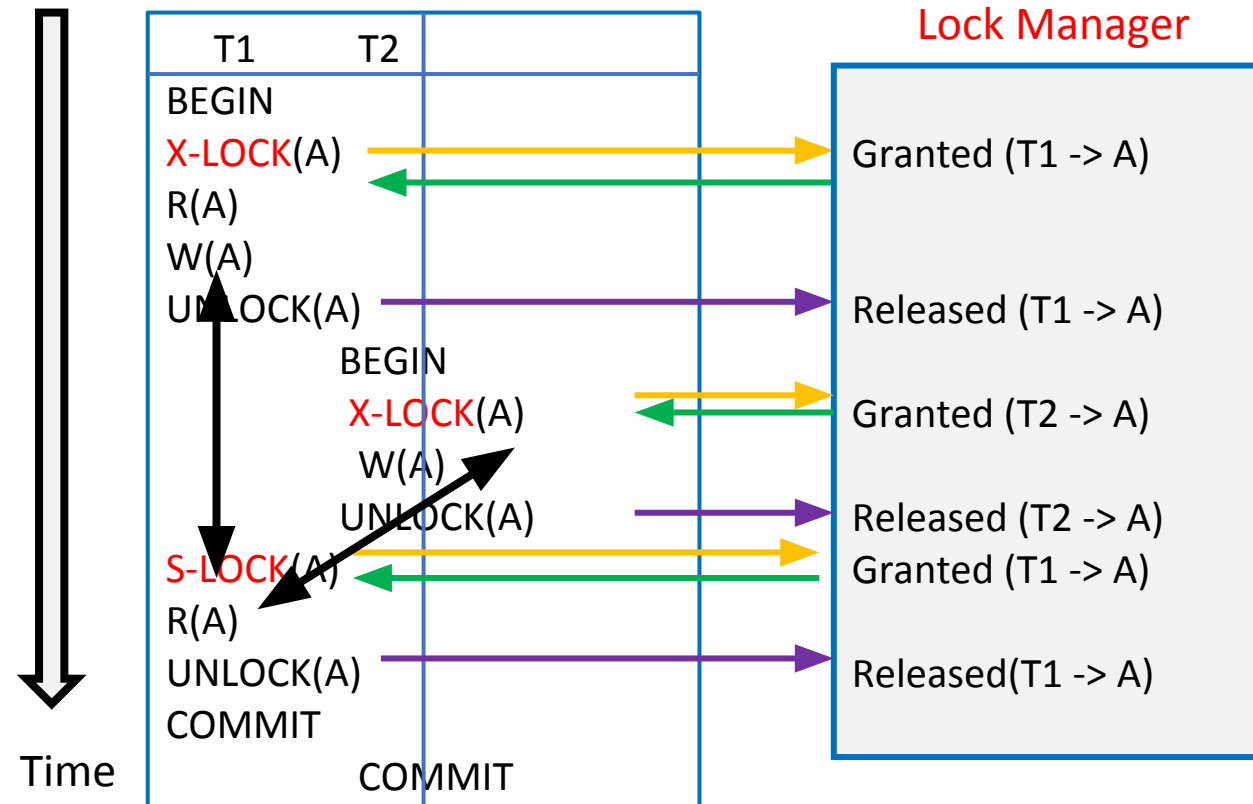 Lock Manager
T1 T2
BEGIN
X-LOCK(A) Granted (T1 -> A)
R(A)
W(A)
UNLOCK(A) Released (T1 -> A)
BEGIN
X-LOCK(A) Granted (T2 -> A)
W(A)
UNLOCK(A) Released (T2 -> A)
S-LOCK(A) Granted (T1 -> A)
R(A)
UNLOCK(A) Released(T1 -> A)
COMMIT
Time COMMIT